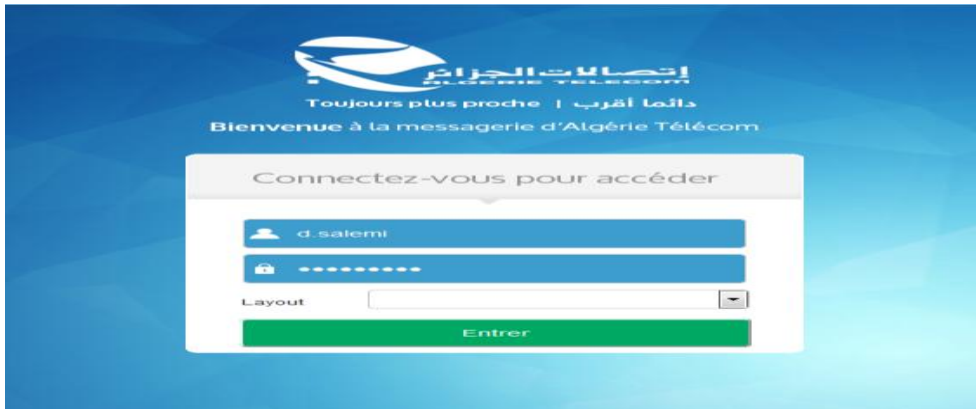 إتصالات الجزائر
ALGERIE TELECOM
Toujours plus proche | دائما أقرب
Bienvenue à la messagerie d'Algérie Télécom
Connectez-vous pour accéder
d.salemi
••••••••••
Layout
Entrer